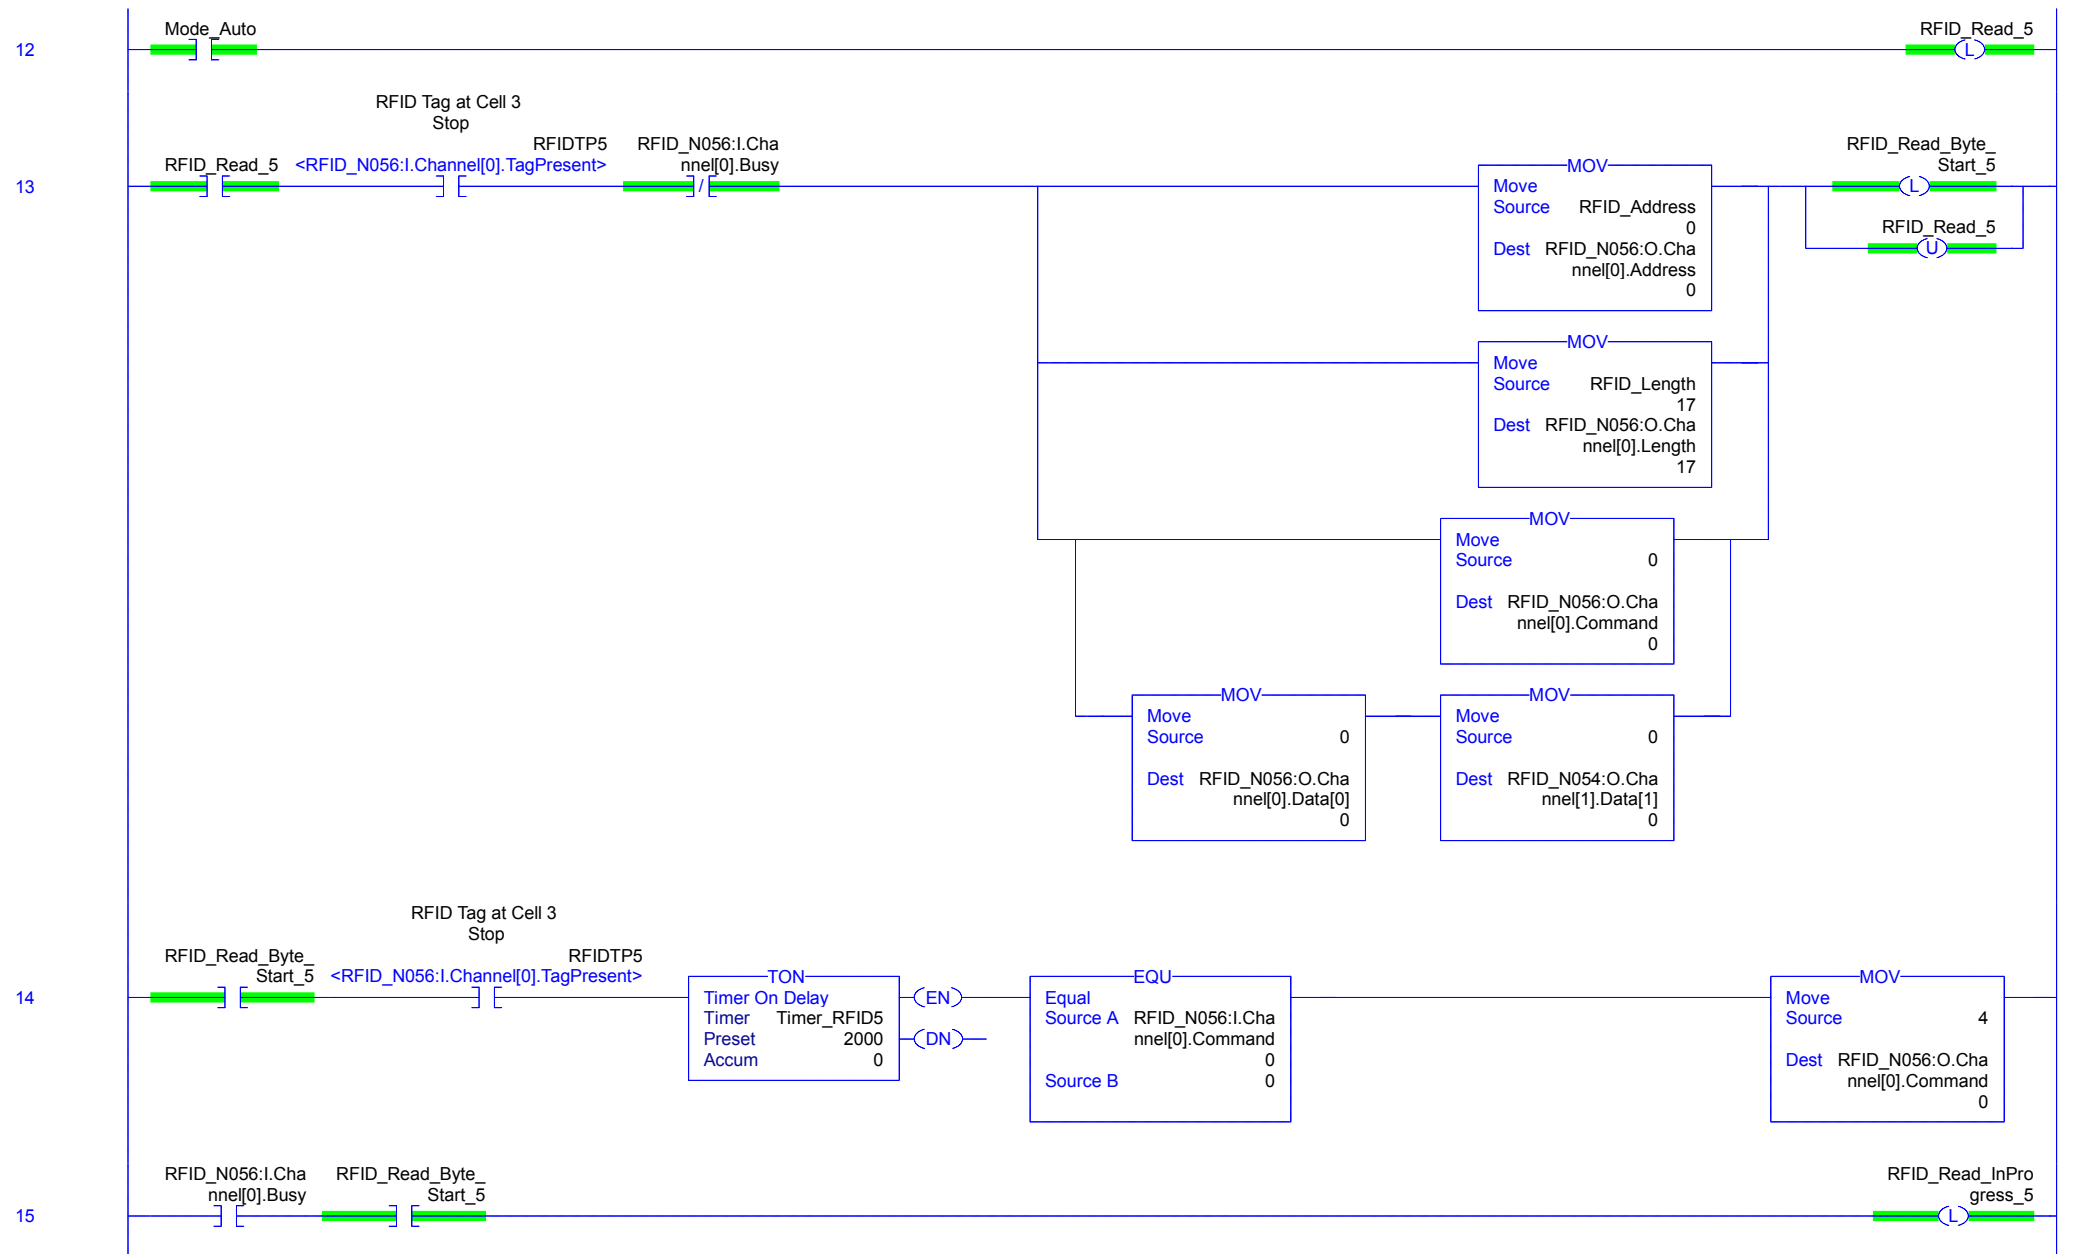 Mode_Auto
RFID_Read_5
12
L
RFID Tag at Cell 3
Stop
RFIDTP5
RFID_N056:I.Cha
RFID_Read_5
<RFID_N056:I.Channel[0].TagPresent>
nnel[0].Busy
13
/
MOV
Move
Source RFID_Address
0
Dest RFID_N056:O.Cha
nnel[0].Address
0
RFID_Read_Byte_
Start_5
L
RFID_Read_5
U
MOV
Move
Source RFID_Length
17
Dest RFID_N056:O.Cha
nnel[0].Length
17
MOV
Move
Source 0
Dest RFID_N056:O.Cha
nnel[0].Command
0
MOV
Move
Source 0
Dest RFID_N056:O.Cha
nnel[0].Data[0]
0
MOV
Move
Source 0
Dest RFID_N054:O.Cha
nnel[1].Data[1]
0
RFID Tag at Cell 3
Stop
RFID_Read_Byte_
Start_5
RFIDTP5
<RFID_N056:I.Channel[0].TagPresent>
14
TON
Timer On Delay
Timer Timer_RFID5
Preset 2000
Accum 0
EN
DN
EQU
Equal
Source A RFID_N056:I.Cha
nnel[0].Command
0
Source B 0
MOV
Move
Source 4
Dest RFID_N056:O.Cha
nnel[0].Command
0
RFID_N056:I.Cha
nnel[0].Busy
RFID_Read_Byte_
Start_5
RFID_Read_InPro
gress_5
15
L